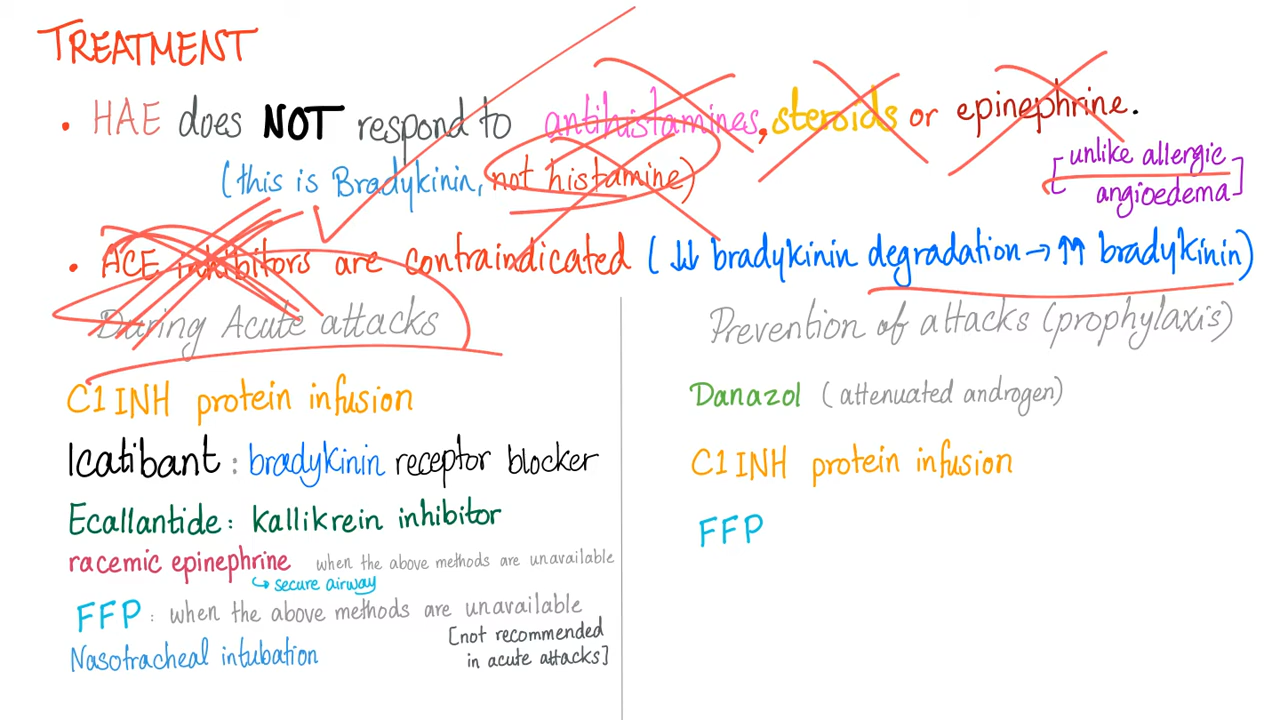 TREATMENT
• HAE does NOT respond to antihistamines, steroids or epinephrine.
(this is Bradykinin, not histamine)
[unlike allergic
angioedema]
• ACE inhibitors are contraindicated (↓↓ bradykinin degradation → ↑↑ bradykinin)
During Acute attacks
C1 INH protein infusion
Icatibant : bradykinin receptor blocker
Ecallantide : kallikrein inhibitor
racemic epinephrine when the above methods are unavailable
↳ secure airway
FFP : when the above methods are unavailable
[not recommended
in acute attacks]
Nasotracheal intubation
Prevention of attacks (prophylaxis)
Danazol (attenuated androgen)
C1 INH protein infusion
FFP